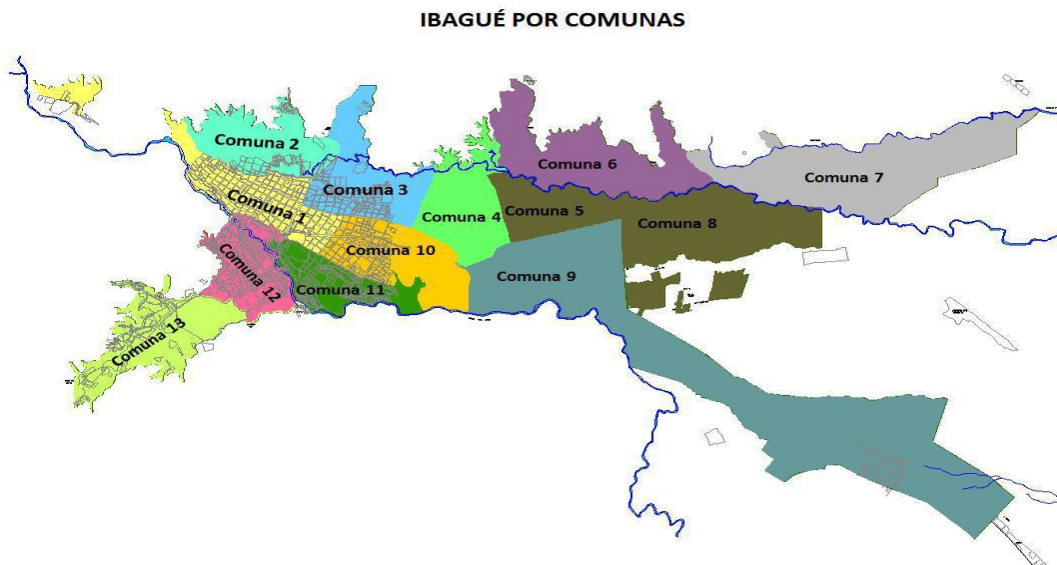 IBAGUÉ POR COMUNAS
Comuna 2
Comuna 6
Comuna 7
Comuna 3
Comuna 1
Comuna 4
Comuna 5
Comuna 8
Comuna 10
Comuna 9
Comuna 12
Comuna 11
Comuna 13